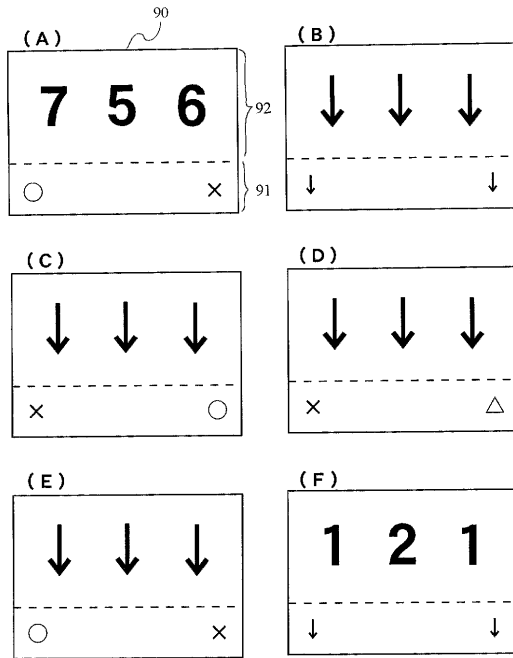 90
(A)
7 5 6
92
○ ×
91
(B)
↓ ↓ ↓
↓ ↓
(C)
↓ ↓ ↓
× ○
(D)
↓ ↓ ↓
× △
(E)
↓ ↓ ↓
○ ×
(F)
1 2 1
↓ ↓